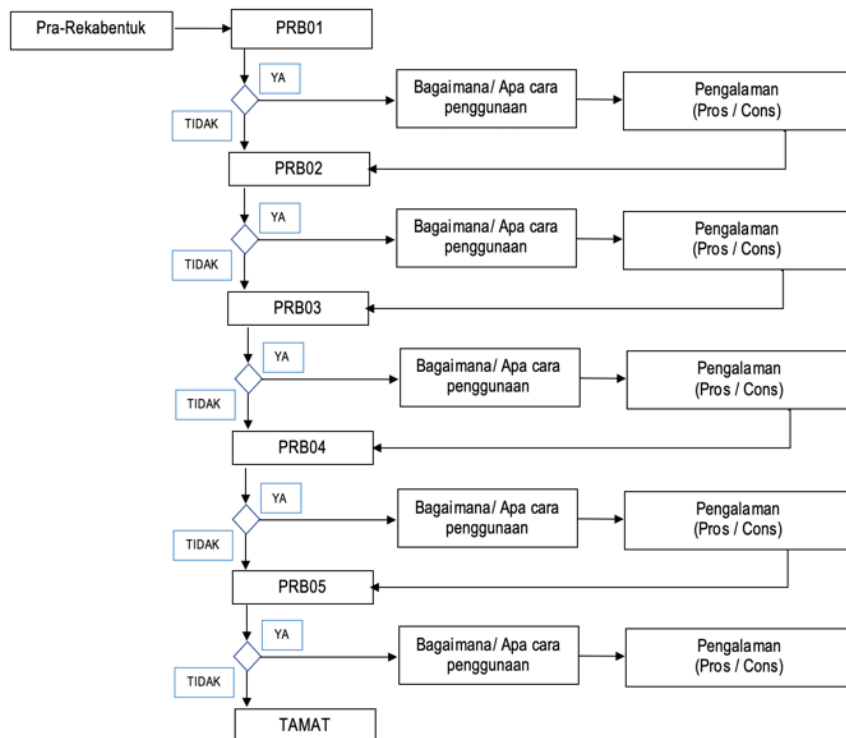 Pra-Rekabentuk
PRB01
YA
Bagaimana/ Apa cara
penggunaan
Pengalaman
(Pros / Cons)
TIDAK
PRB02
YA
Bagaimana/ Apa cara
penggunaan
Pengalaman
(Pros / Cons)
TIDAK
PRB03
YA
Bagaimana/ Apa cara
penggunaan
Pengalaman
(Pros / Cons)
TIDAK
PRB04
YA
Bagaimana/ Apa cara
penggunaan
Pengalaman
(Pros / Cons)
TIDAK
PRB05
YA
Bagaimana/ Apa cara
penggunaan
Pengalaman
(Pros / Cons)
TIDAK
TAMAT